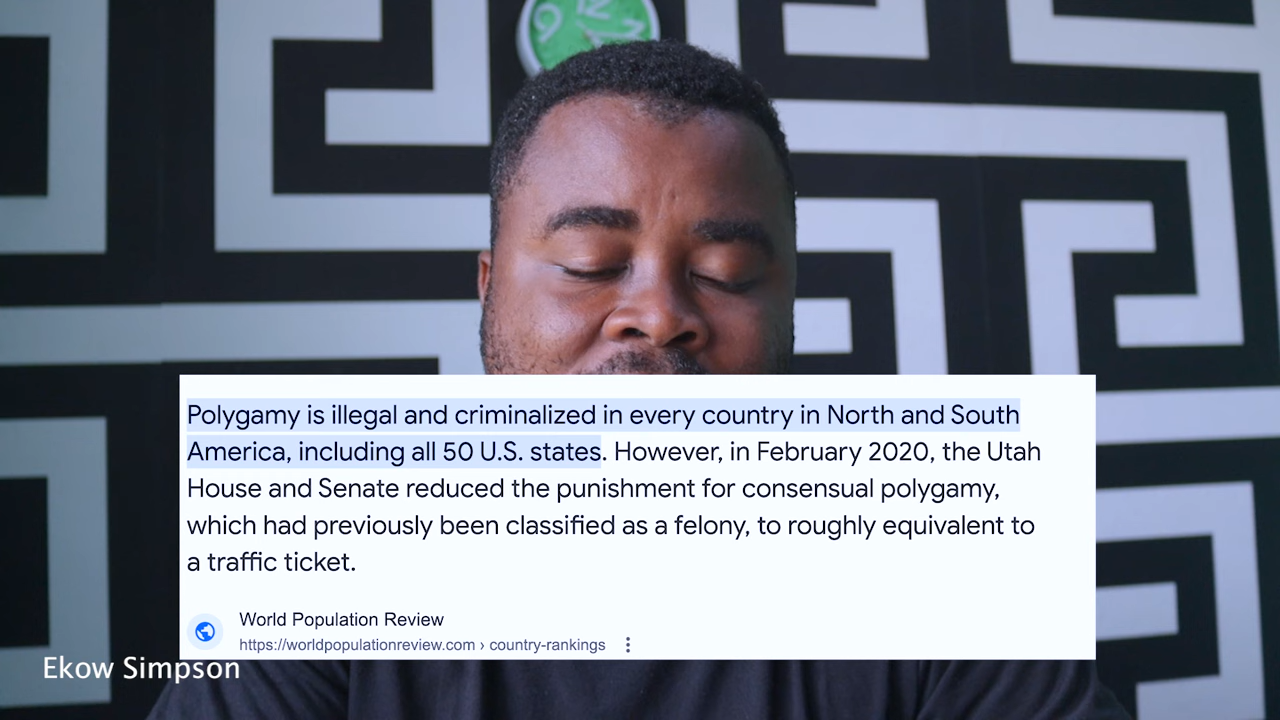 9 12
Polygamy is illegal and criminalized in every country in North and South
America, including all 50 U.S. states. However, in February 2020, the Utah
House and Senate reduced the punishment for consensual polygamy,
which had previously been classified as a felony, to roughly equivalent to
a traffic ticket.
World Population Review
https://worldpopulationreview.com › country-rankings
Ekow Simpson